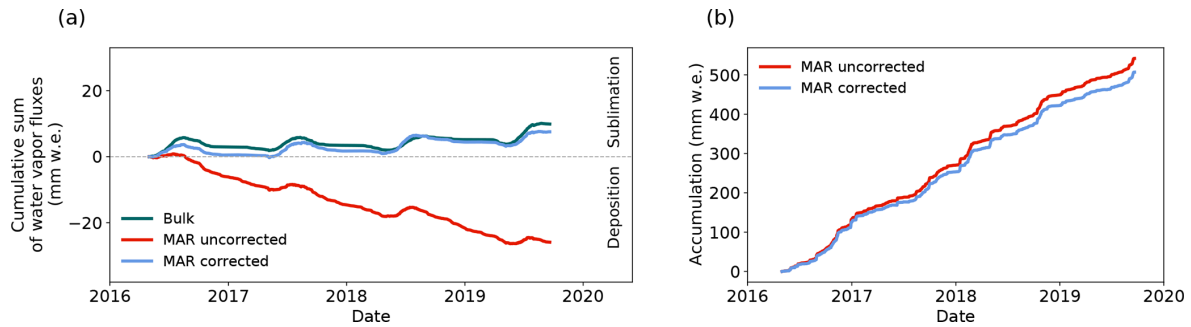 (a)
Cumulative sum
of water vapor fluxes
(mm w.e.)
20
0
−20
Sublimation
Deposition
Bulk
MAR uncorrected
MAR corrected
2016
2017
2018
2019
2020
Date
(b)
Accumulation (mm w.e.)
500
400
300
200
100
0
MAR uncorrected
MAR corrected
2016
2017
2018
2019
2020
Date